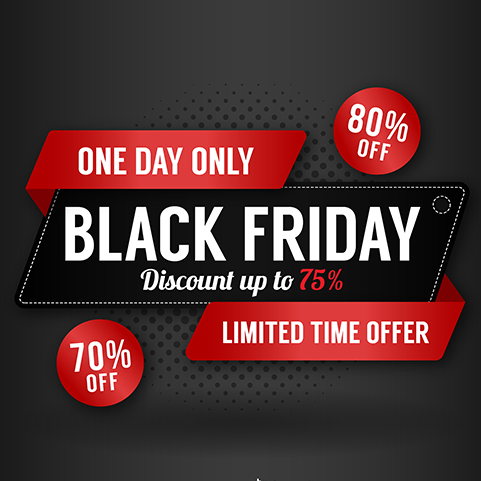 80%
OFF
ONE DAY ONLY
BLACK FRIDAY
Discount up to 75%
LIMITED TIME OFFER
70%
OFF